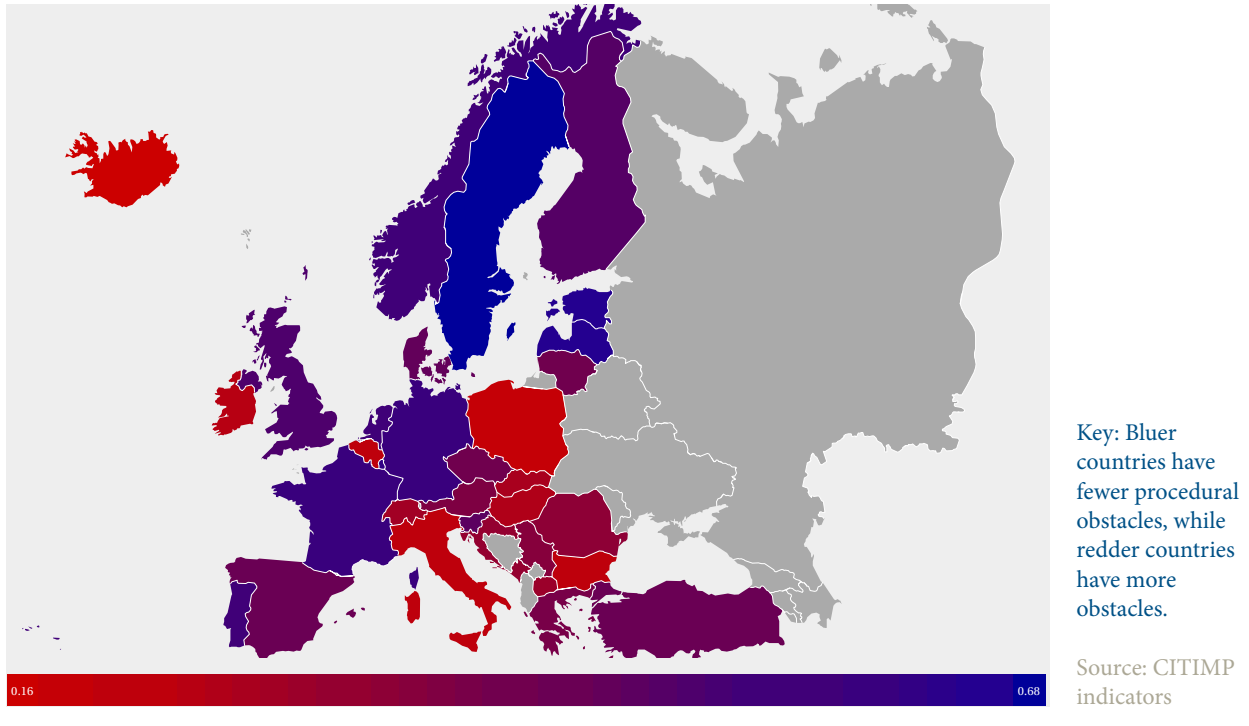 Key: Bluer
countries have
fewer procedural
obstacles, while
redder countries
have more
obstacles.
Source: CITIMP
indicators
0.16
0.68